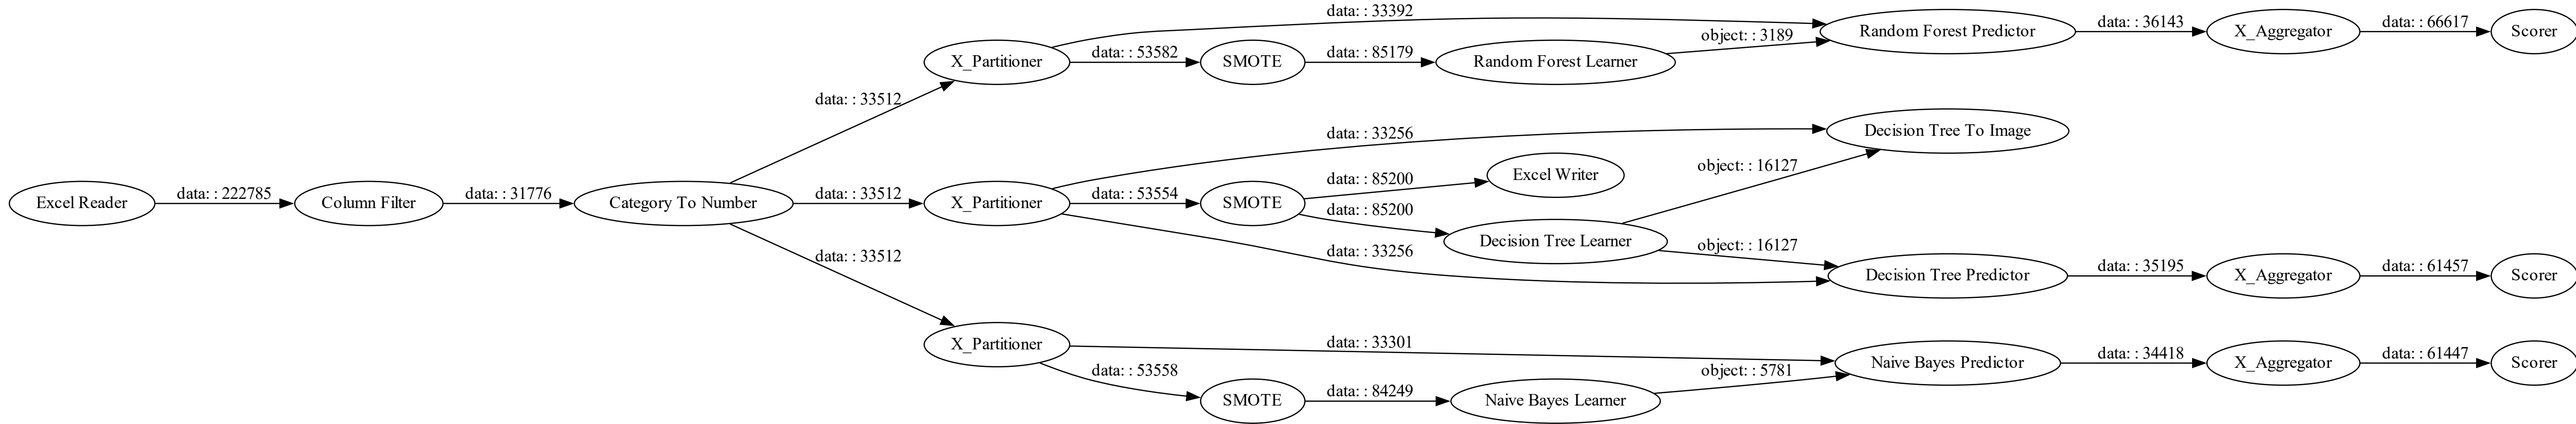 Excel Reader
data: : 222785
Column Filter
data: : 31776
Category To Number
data: : 33512
X_Partitioner
data: : 33392
data: : 53582
SMOTE
data: : 85179
Random Forest Learner
object: : 3189
Random Forest Predictor
data: : 36143
X_Aggregator
data: : 66617
Scorer
data: : 33512
X_Partitioner
data: : 33256
data: : 53554
SMOTE
data: : 85200
Excel Writer
data: : 85200
Decision Tree Learner
object: : 16127
Decision Tree To Image
data: : 33256
object: : 16127
Decision Tree Predictor
data: : 35195
X_Aggregator
data: : 61457
Scorer
data: : 33512
X_Partitioner
data: : 33301
data: : 53558
SMOTE
data: : 84249
Naive Bayes Learner
object: : 5781
Naive Bayes Predictor
data: : 34418
X_Aggregator
data: : 61447
Scorer